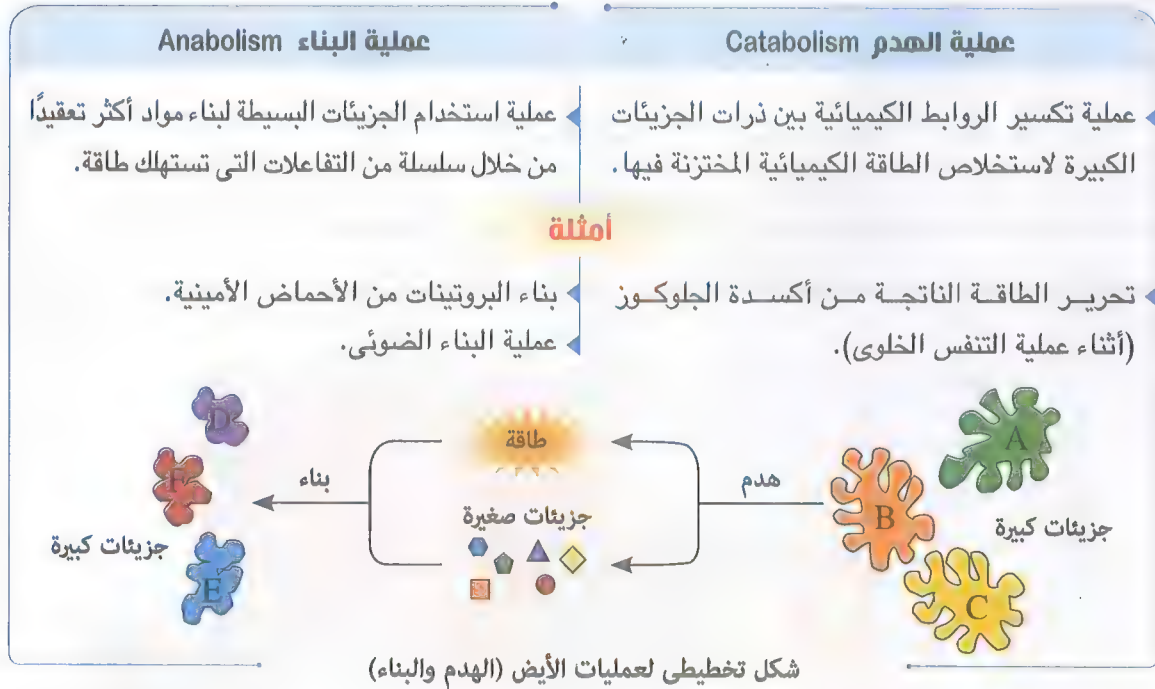 عملية الهدم Catabolism
عملية تكسير الروابط الكيميائية بين ذرات الجزيئات
الكبيرة لاستخلاص الطاقة الكيميائية المختزنة فيها.
عملية البناء Anabolism
عملية استخدام الجزيئات البسيطة لبناء مواد أكثر تعقيدًا
من خلال سلسلة من التفاعلات التى تستهلك طاقة.
أمثلة
تحرير الطاقة الناتجة من أكسدة الجلوكوز
(أثناء عملية التنفس الخلوى).
بناء البروتينات من الأحماض الأمينية.
عملية البناء الضوئى.
A
B
C
جزيئات كبيرة
هدم
طاقة
جزيئات صغيرة
بناء
D
F
E
جزيئات كبيرة
شكل تخطيطى لعمليات الأيض (الهدم والبناء)